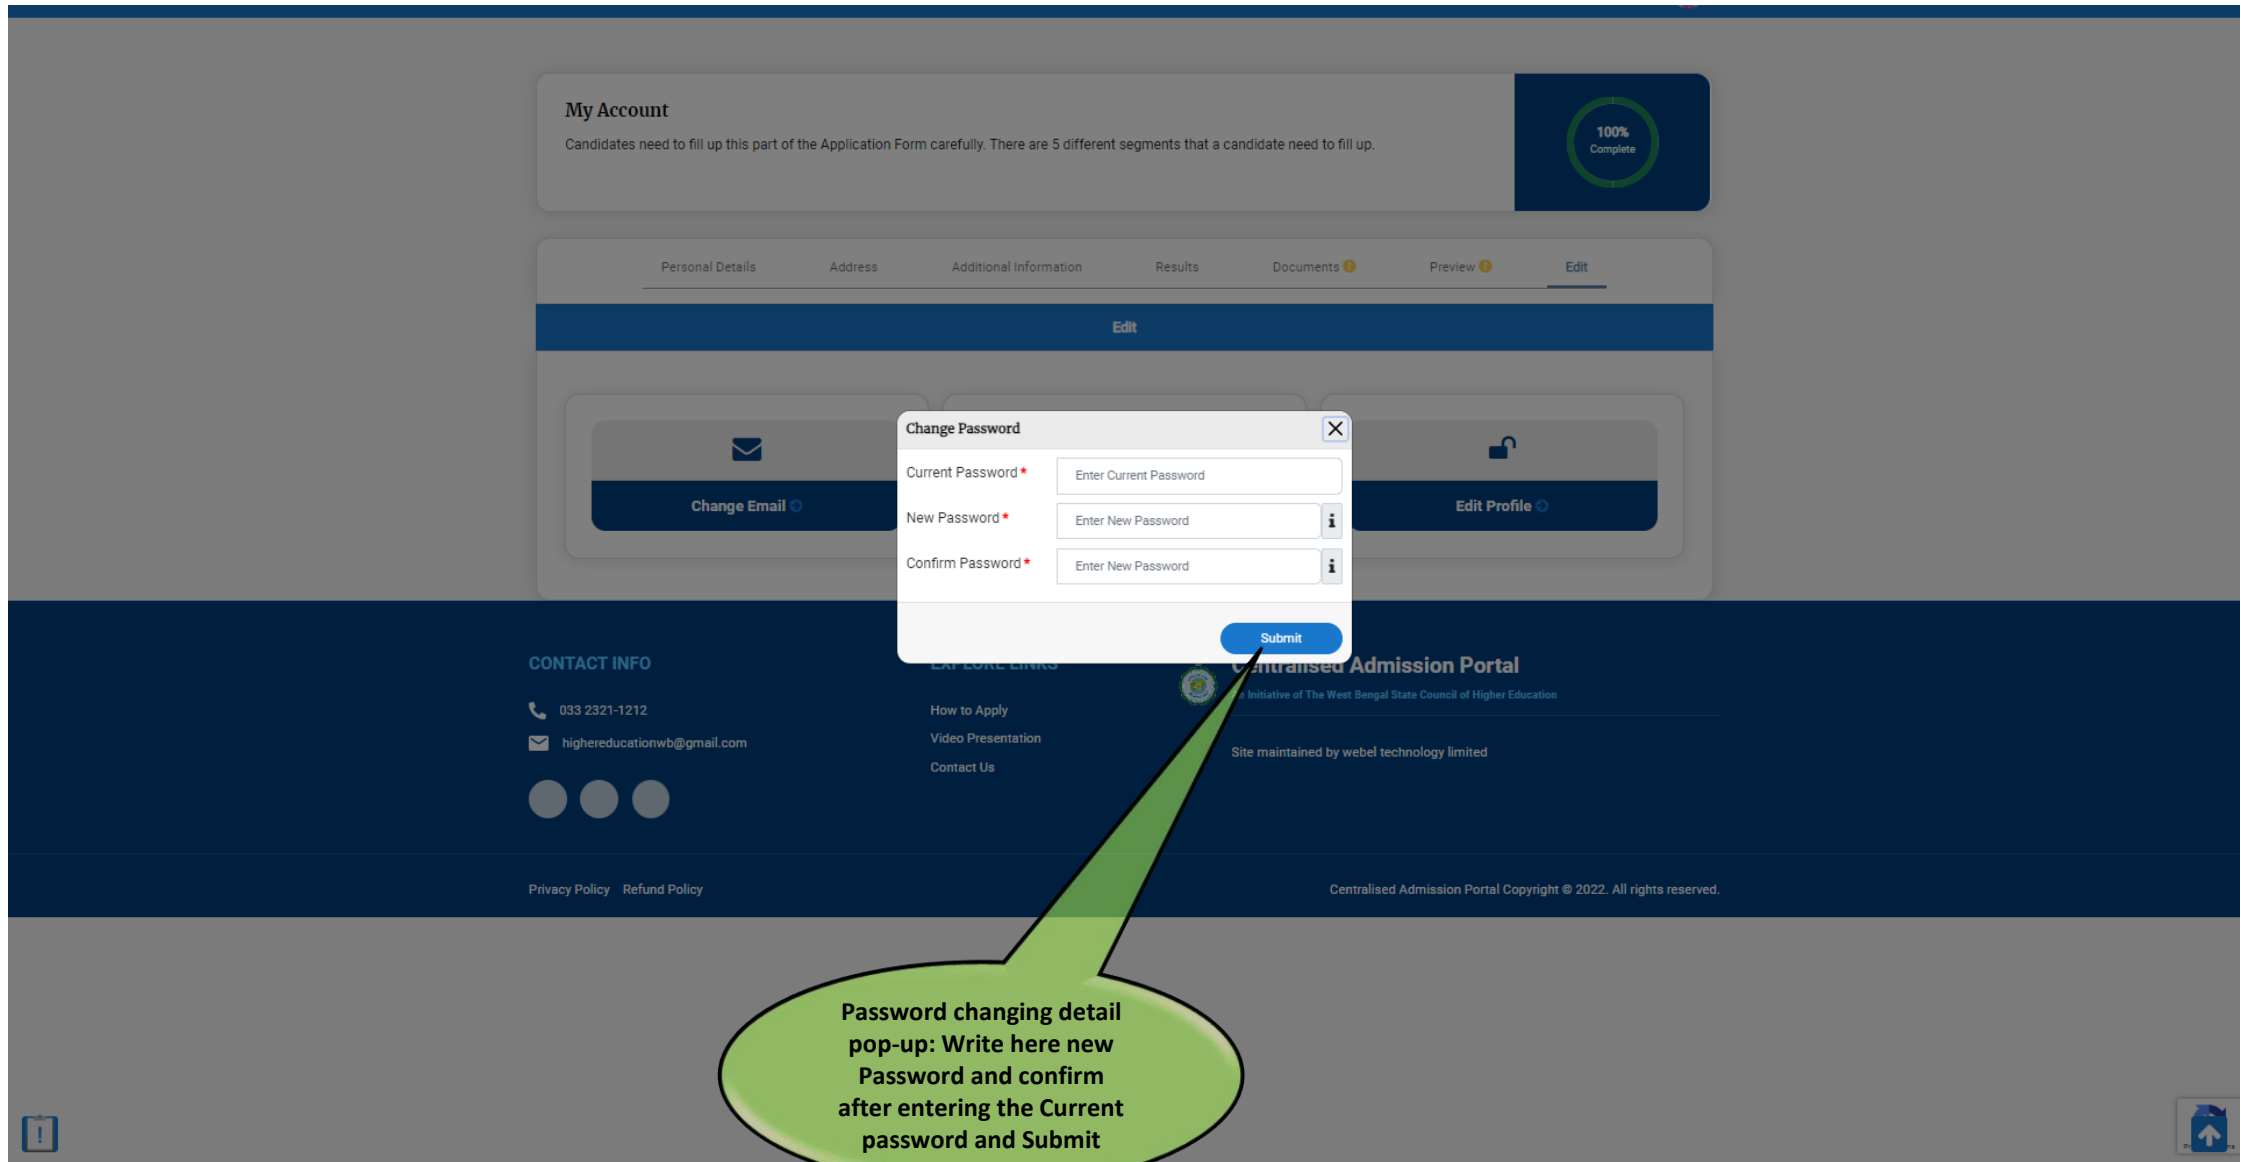 My Account
Candidates need to fill up this part of the Application Form carefully. There are 5 different segments that a candidate need to fill up.
100%
Complete
Personal Details Address Additional Information Results Documents Preview Edit
Edit
Change Email
Edit Profile
Change Password
Current Password * Enter Current Password
New Password * Enter New Password
Confirm Password * Enter New Password
Submit
CONTACT INFO
033 2321-1212
highereducationwb@gmail.com
EXPLORE LINKS
How to Apply
Video Presentation
Contact Us
Centralised Admission Portal
Initiative of The West Bengal State Council of Higher Education
Site maintained by webel technology limited
Privacy Policy Refund Policy
Centralised Admission Portal Copyright © 2022. All rights reserved.
Password changing detail
pop-up: Write here new
Password and confirm
after entering the Current
password and Submit